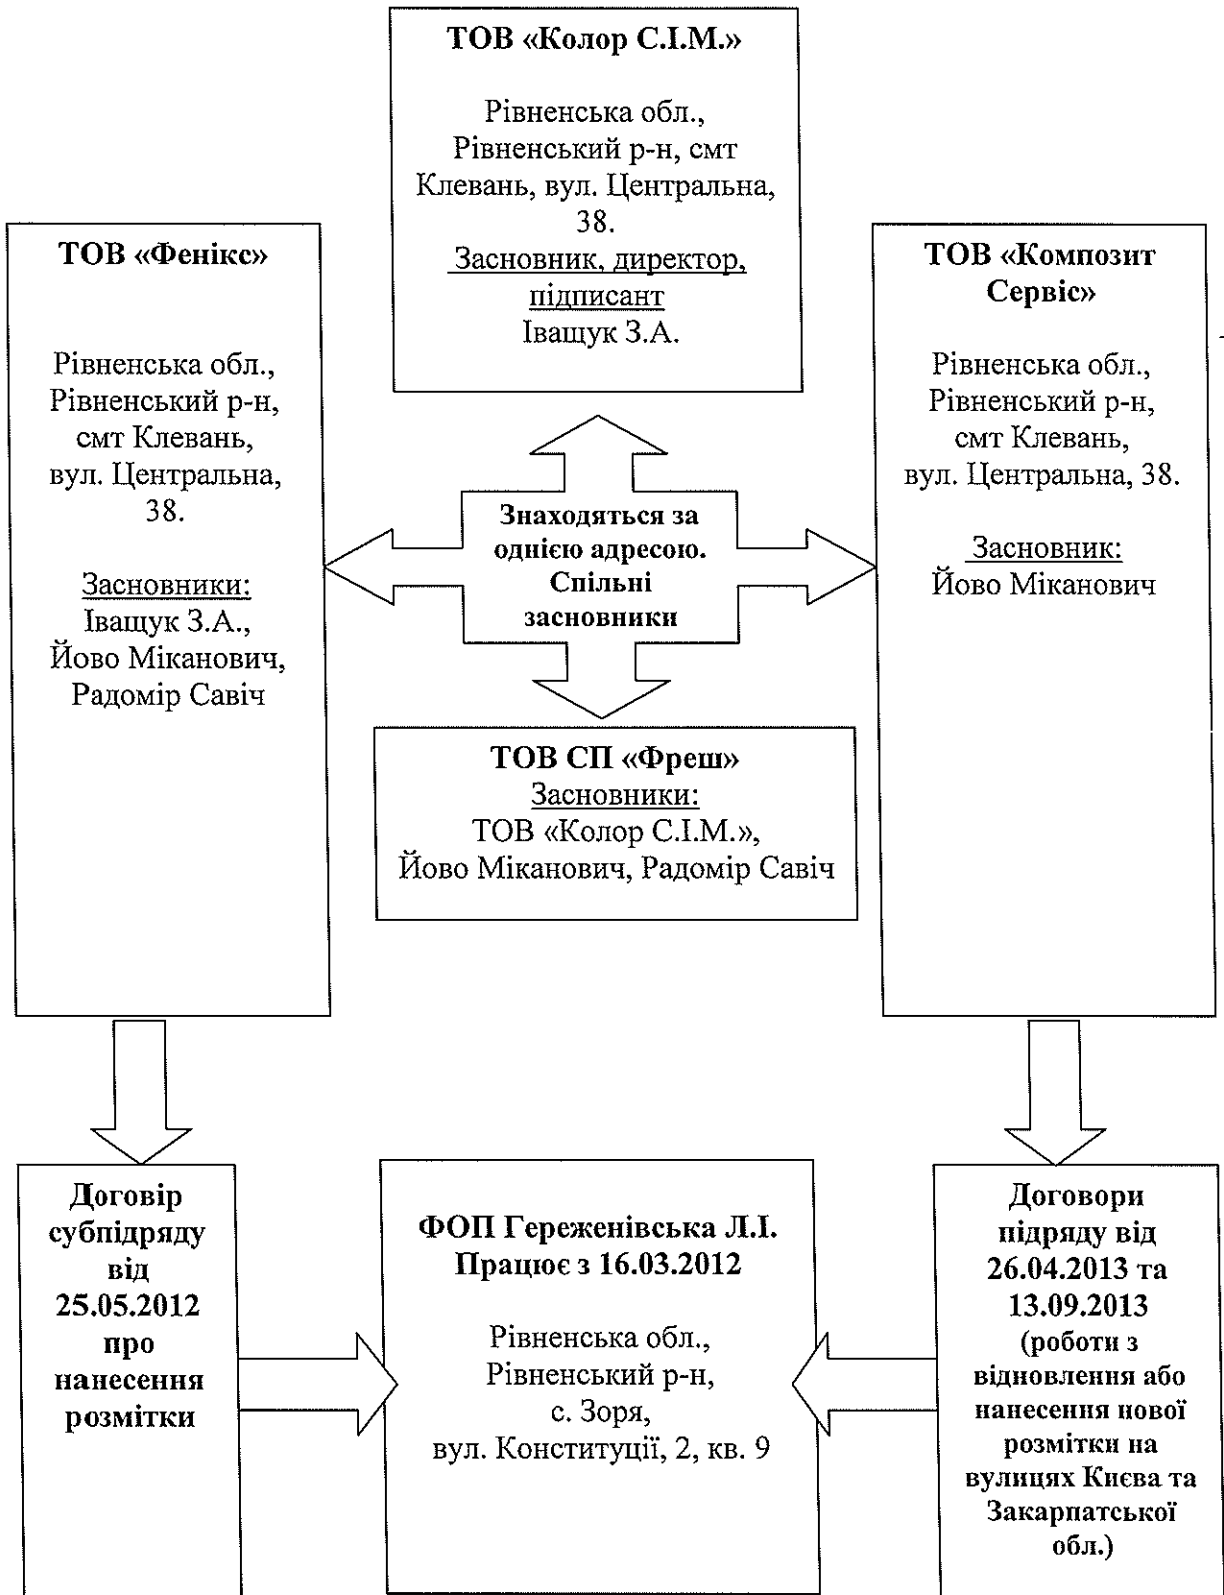 ТОВ «Колор С.І.М.»
Рівненська обл.,
Рівненський р-н, смт
Клевань, вул. Центральна,
38.
Засновник, директор,
підписант
Іващук З.А.
ТОВ «Фенікс»
Рівненська обл.,
Рівненський р-н,
смт Клевань,
вул. Центральна,
38.
Засновники:
Іващук З.А.,
Йово Міканович,
Радомір Савіч
Знаходяться за
однією адресою.
Спільні
засновники
ТОВ «Композит
Сервіс»
Рівненська обл.,
Рівненський р-н,
смт Клевань,
вул. Центральна, 38.
Засновник:
Йово Міканович
ТОВ СП «Фреш»
Засновники:
ТОВ «Колор С.І.М.»,
Йово Міканович, Радомір Савіч
Договір
субпідряду
від
25.05.2012
про
нанесення
розмітки
ФОП Гереженівська Л.І.
Працює з 16.03.2012
Рівненська обл.,
Рівненський р-н,
с. Зоря,
вул. Конституції, 2, кв. 9
Договори
підряду від
26.04.2013 та
13.09.2013
(роботи з
відновлення або
нанесення нової
розмітки на
вулицях Києва та
Закарпатської
обл.)